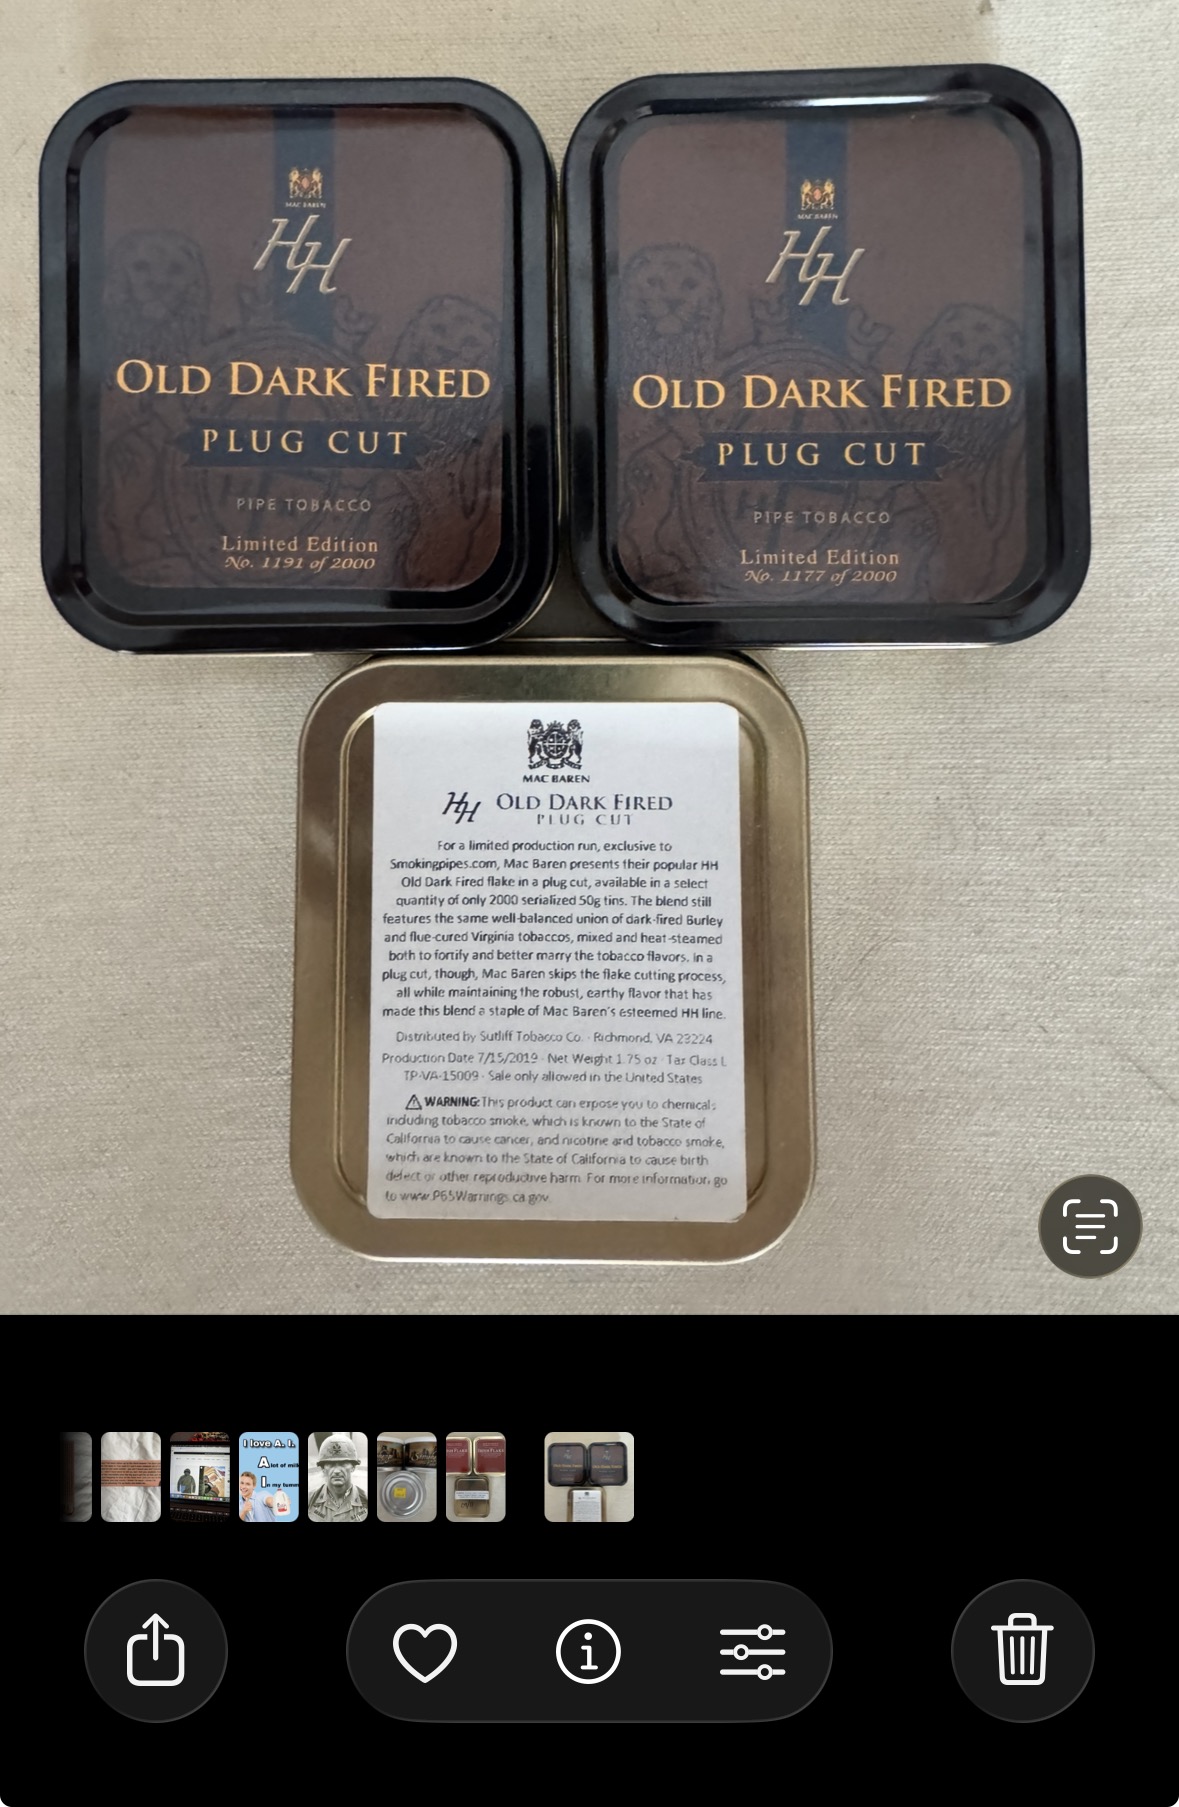 MAC BAREN
HH
OLD DARK FIRED
PLUG CUT
PIPE TOBACCO
Limited Edition
No. 1191 of 2000
MAC BAREN
HH
OLD DARK FIRED
PLUG CUT
PIPE TOBACCO
Limited Edition
No. 1177 of 2000
MAC BAREN
HH OLD DARK FIRED
PLUG CUT
For a limited production run, exclusive to
Smokingpipes.com, Mac Baren presents their popular HH
Old Dark Fired flake in a plug cut, available in a select
quantity of only 2000 serialized 50g tins. The blend still
features the same well-balanced union of dark-fired Burley
and flue-cured Virginia tobaccos, mixed and heat-steamed
both to fortify and better marry the tobacco flavors. In a
plug cut, though, Mac Baren skips the flake cutting process,
all while maintaining the robust, earthy flavor that has
made this blend a staple of Mac Baren's esteemed HH line.
Distributed by Sutliff Tobacco Co. · Richmond, VA 23224
Production Date 7/15/2019 · Net Weight 1.75 oz · Tar Class L
TP-VA-15009 · Sale only allowed in the United States
WARNING: This product can expose you to chemicals
including tobacco smoke, which is known to the State of
California to cause cancer, and nicotine and tobacco smoke,
which are known to the State of California to cause birth
defect or other reproductive harm. For more information go
to www.P65Warnings.ca.gov
I love A. I.
A lot of milk
In my tumm